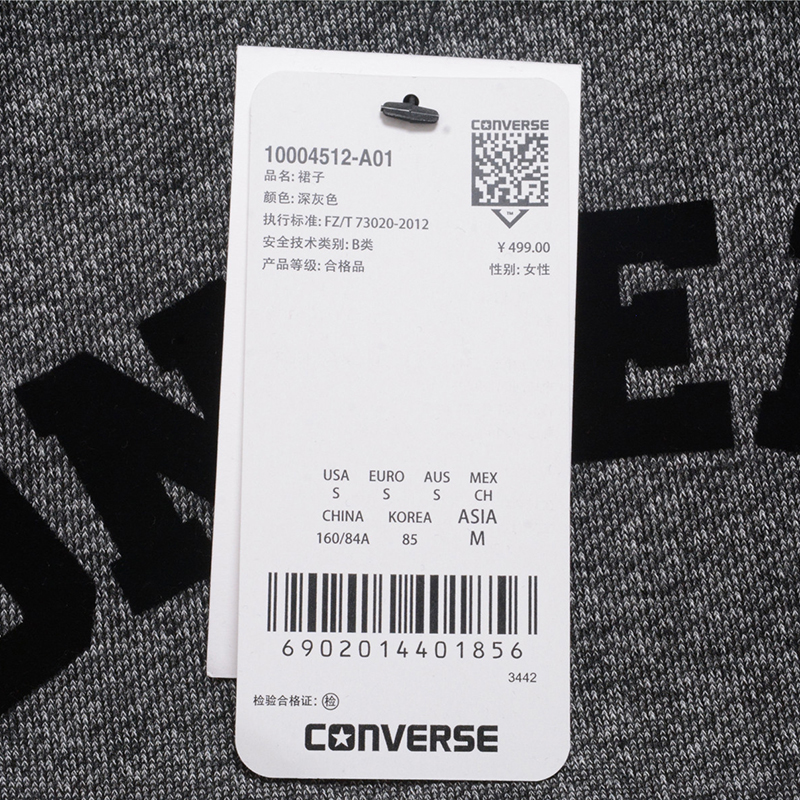 CONVERSE
10004512-A01
品名: 裙子
颜色: 深灰色
执行标准: FZ/T 73020-2012
安全技术类别: B类
¥ 499.00
产品等级: 合格品
性别: 女性
USA EURO AUS MEX
S S S CH
CHINA KOREA ASIA
160/84A 85 M
6902014401856
3442
检验合格证: 检
CONVERSE